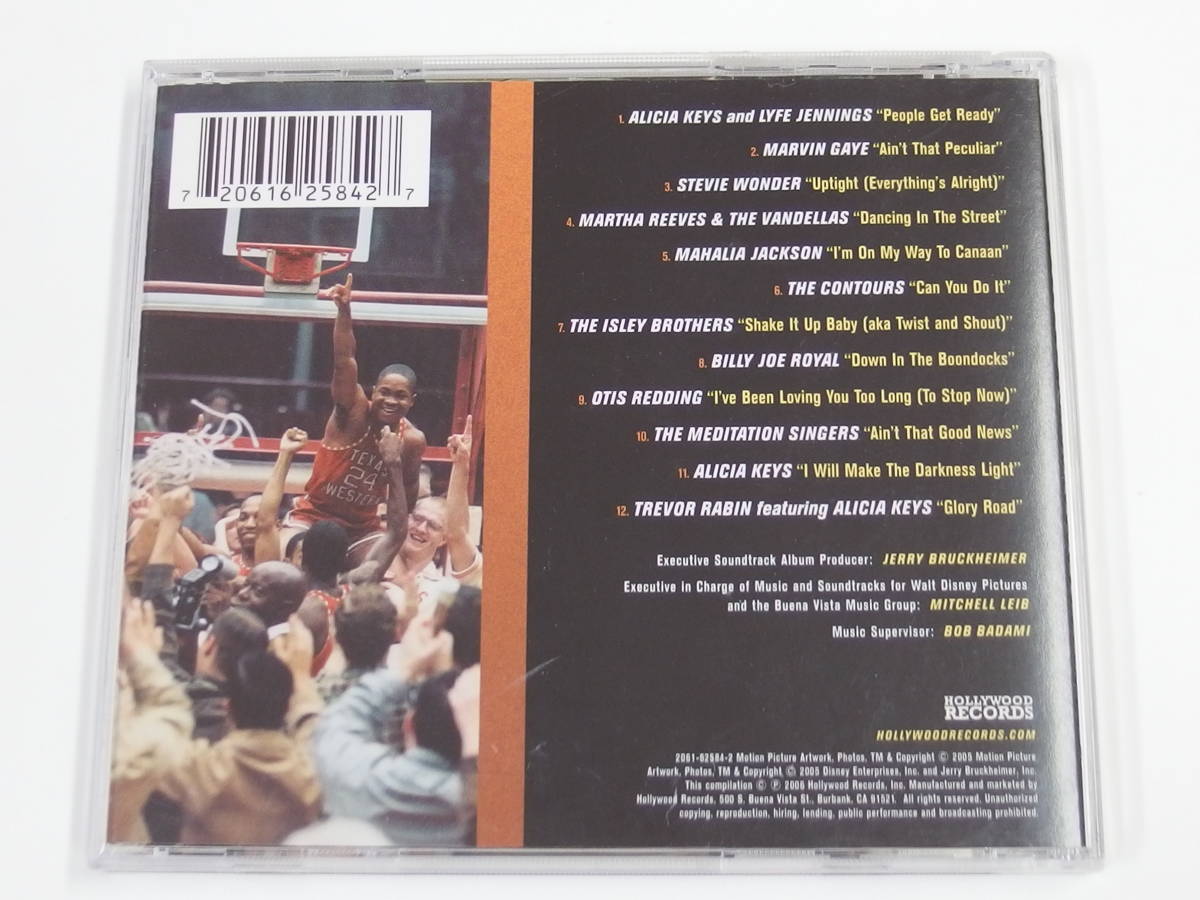 7 20616 25842 7
TEXAS
24
WESTERN
1. ALICIA KEYS and LYFE JENNINGS “People Get Ready”
2. MARVIN GAYE “Ain't That Peculiar”
3. STEVIE WONDER “Uptight (Everything's Alright)”
4. MARTHA REEVES & THE VANDELLAS “Dancing In The Street”
5. MAHALIA JACKSON “I'm On My Way To Canaan”
6. THE CONTOURS “Can You Do It”
7. THE ISLEY BROTHERS “Shake It Up Baby (aka Twist and Shout)”
8. BILLY JOE ROYAL “Down In The Boondocks”
9. OTIS REDDING “I've Been Loving You Too Long (To Stop Now)”
10. THE MEDITATION SINGERS “Ain't That Good News”
11. ALICIA KEYS “I Will Make The Darkness Light”
12. TREVOR RABIN featuring ALICIA KEYS “Glory Road”
Executive Soundtrack Album Producer: JERRY BRUCKHEIMER
Executive in Charge of Music and Soundtracks for Walt Disney Pictures
and the Buena Vista Music Group: MITCHELL LEIB
Music Supervisor: BOB BADAMI
HOLLYWOOD
RECORDS
HOLLYWOODRECORDS.COM
2061-62584-2 Motion Picture Artwork, Photos, TM & Copyright © 2005 Motion Picture
Artwork, Photos, TM & Copyright © 2005 Disney Enterprises, Inc. and Jerry Bruckheimer, Inc.
This compilation © ℗ 2006 Hollywood Records, Inc. Manufactured and marketed by
Hollywood Records, 500 S. Buena Vista St., Burbank, CA 91521. All rights reserved. Unauthorized
copying, reproduction, hiring, lending, public performance and broadcasting prohibited.